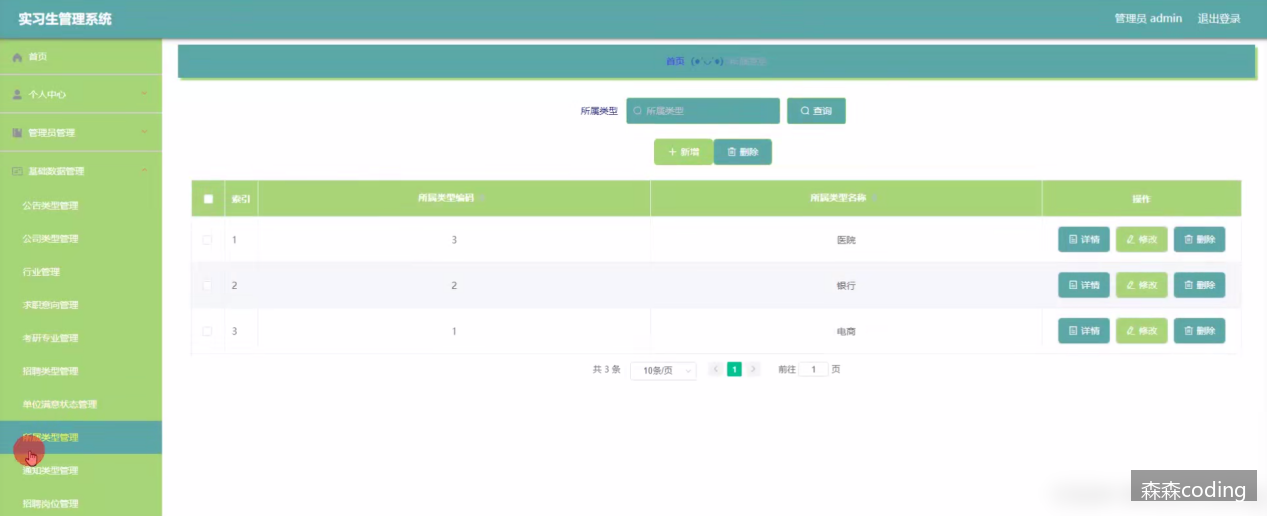 实习生管理系统
管理员 admin 退出登录
首页
个人中心
管理员管理
基础数据管理
公告类型管理
公司类型管理
行业管理
求职意向管理
考研专业管理
招聘类型管理
单位满意状态管理
所属类型管理
通知类型管理
招聘岗位管理
首页 (●'◡'●)
所属类型 所属类型 查询
+ 新增 删除
索引 所属类型编码 所属类型名称 操作
1 3 医院 详情 修改 删除
2 2 银行 详情 修改 删除
3 1 电商 详情 修改 删除
共 3 条 10条/页 < 1 > 前往 1 页
森森coding